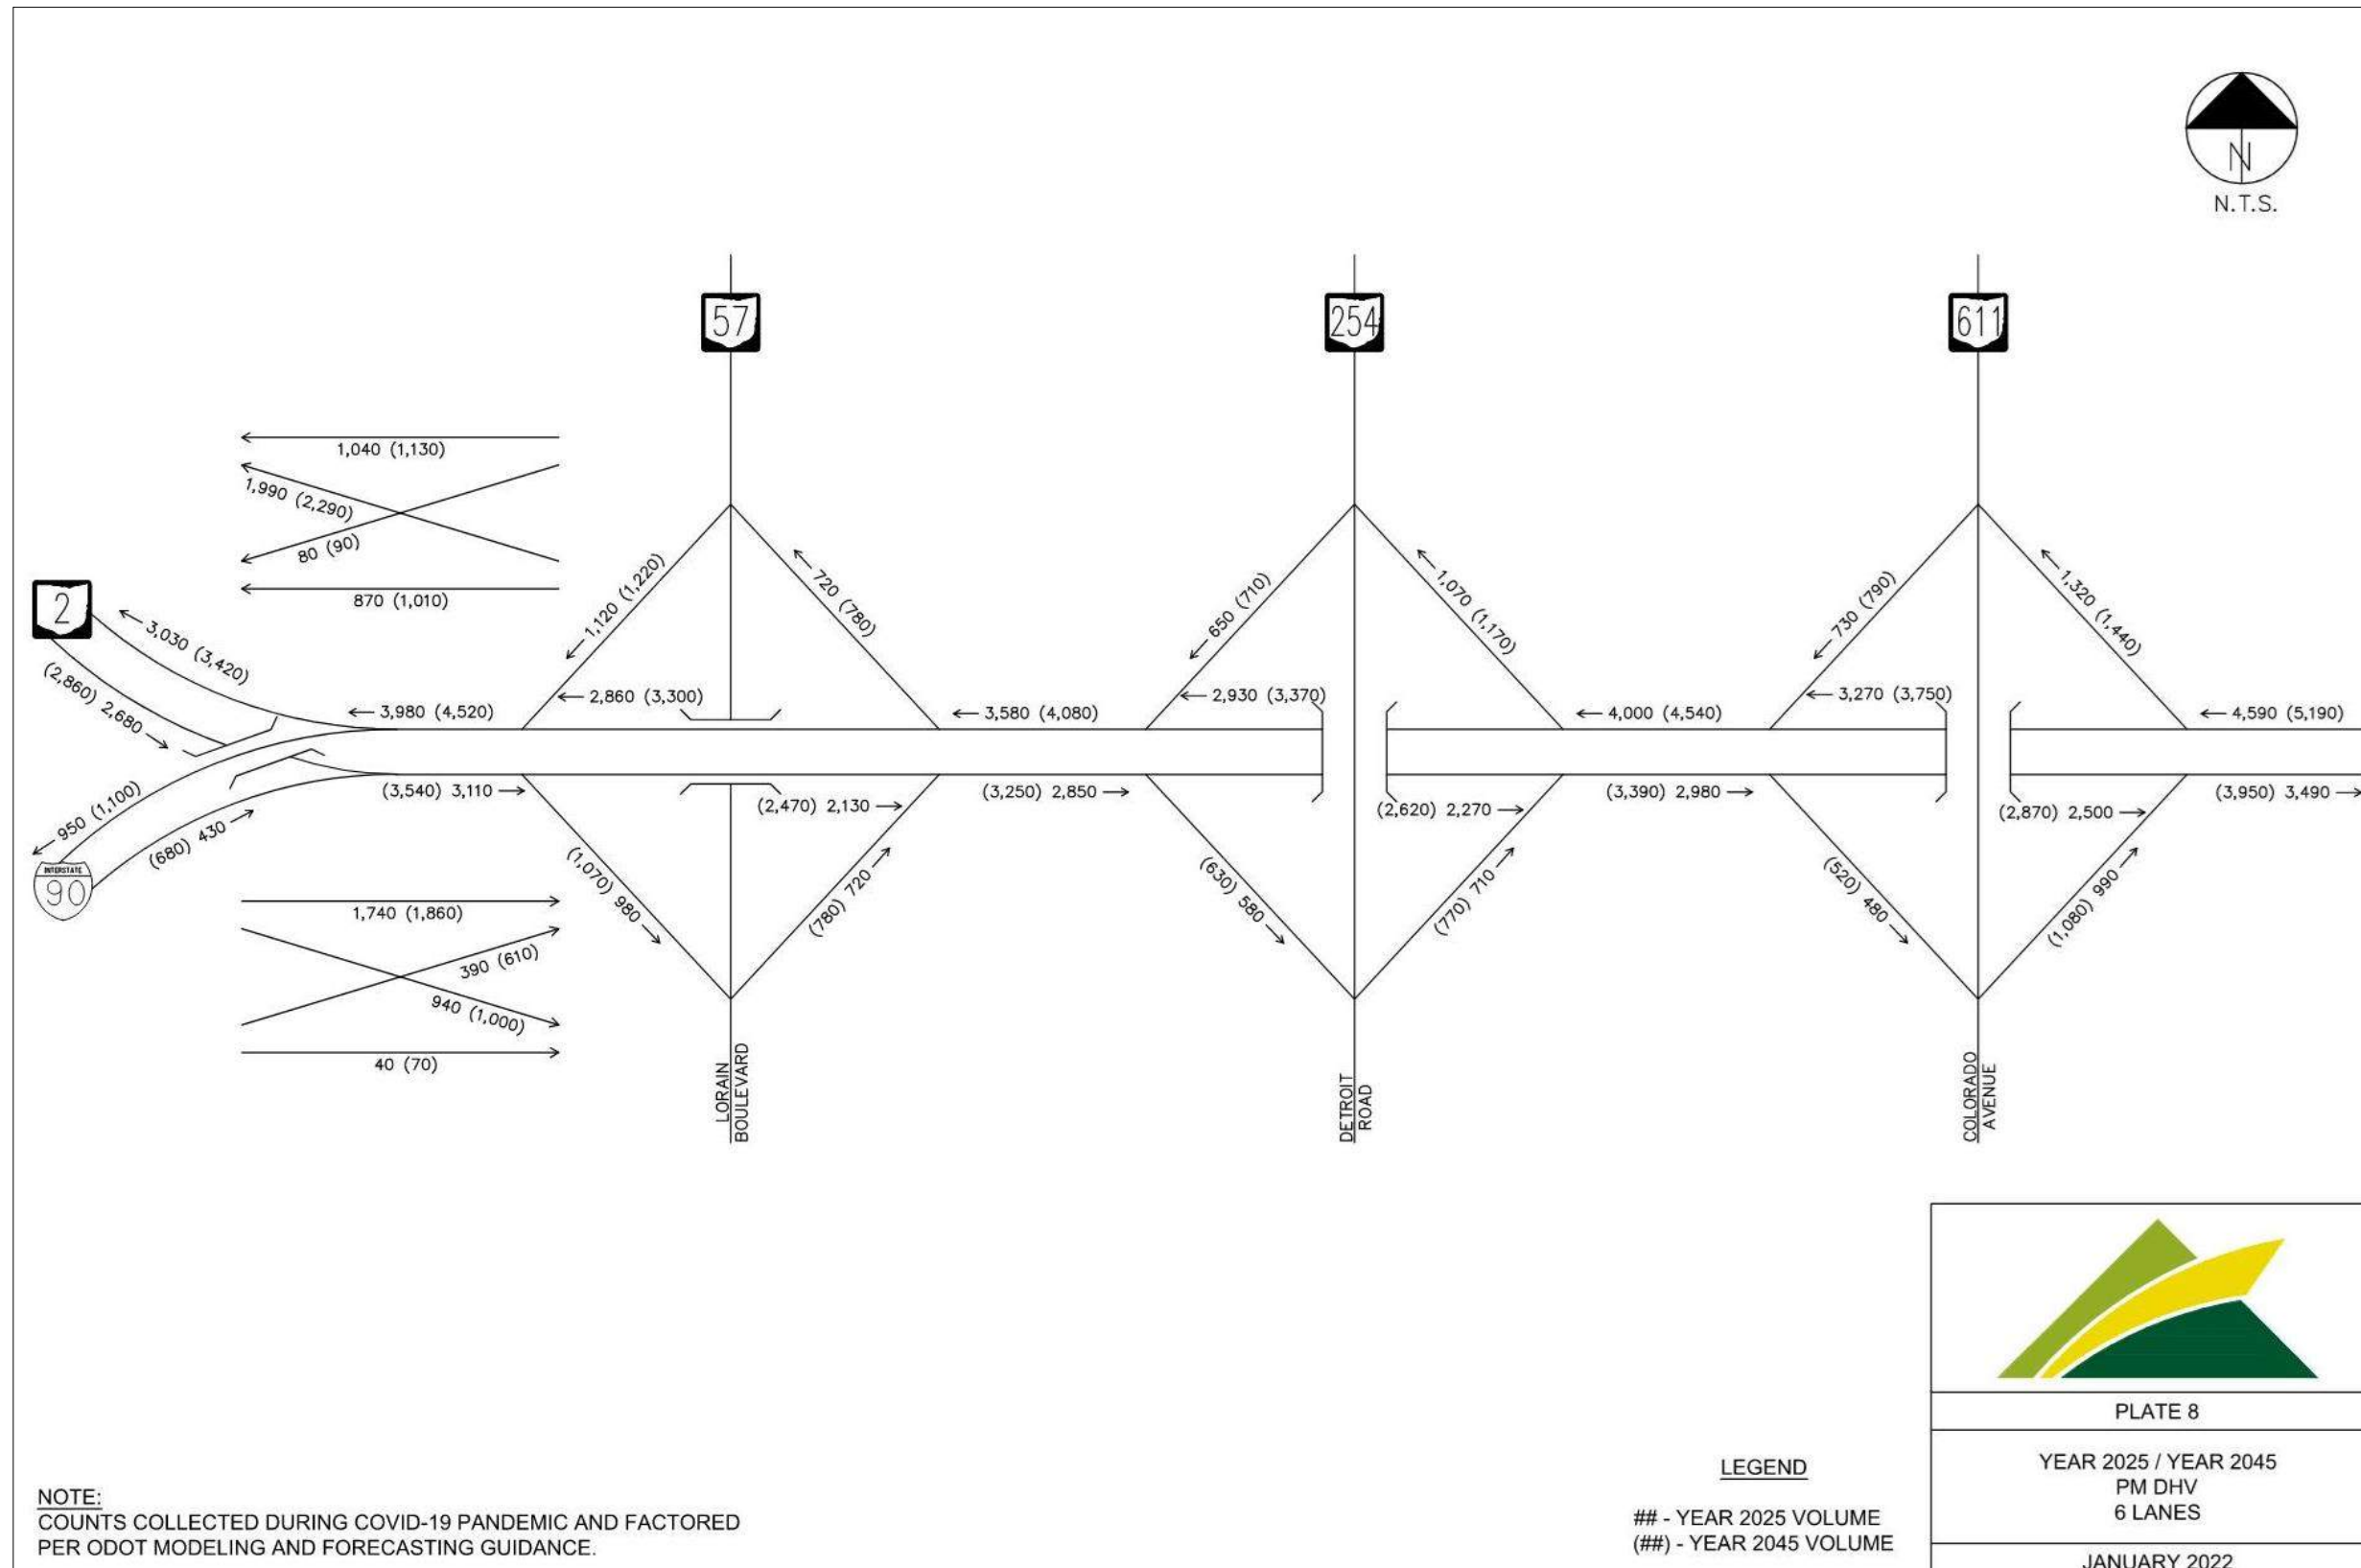 N
N.T.S.
57
254
611
1,040 (1,130)
1,990 (2,290)
80 (90)
870 (1,010)
2
3,030 (3,420)
(2,860) 2,680
3,980 (4,520)
1,120 (1,220)
720 (780)
2,860 (3,300)
3,580 (4,080)
650 (710)
1,070 (1,170)
2,930 (3,370)
4,000 (4,540)
730 (790)
1,320 (1,440)
3,270 (3,750)
4,590 (5,190)
950 (1,100)
(680) 430
INTERSTATE
90
(3,540) 3,110
(2,470) 2,130
(3,250) 2,850
(2,620) 2,270
(3,390) 2,980
(2,870) 2,500
(3,950) 3,490
(1,070) 980
(780) 720
(630) 580
(770) 710
(520) 480
(1,080) 990
1,740 (1,860)
390 (610)
940 (1,000)
40 (70)
LORAIN
BOULEVARD
DETROIT
ROAD
COLORADO
AVENUE
NOTE:
COUNTS COLLECTED DURING COVID-19 PANDEMIC AND FACTORED
PER ODOT MODELING AND FORECASTING GUIDANCE.
LEGEND
## - YEAR 2025 VOLUME
(##) - YEAR 2045 VOLUME
PLATE 8
YEAR 2025 / YEAR 2045
PM DHV
6 LANES
JANUARY 2022